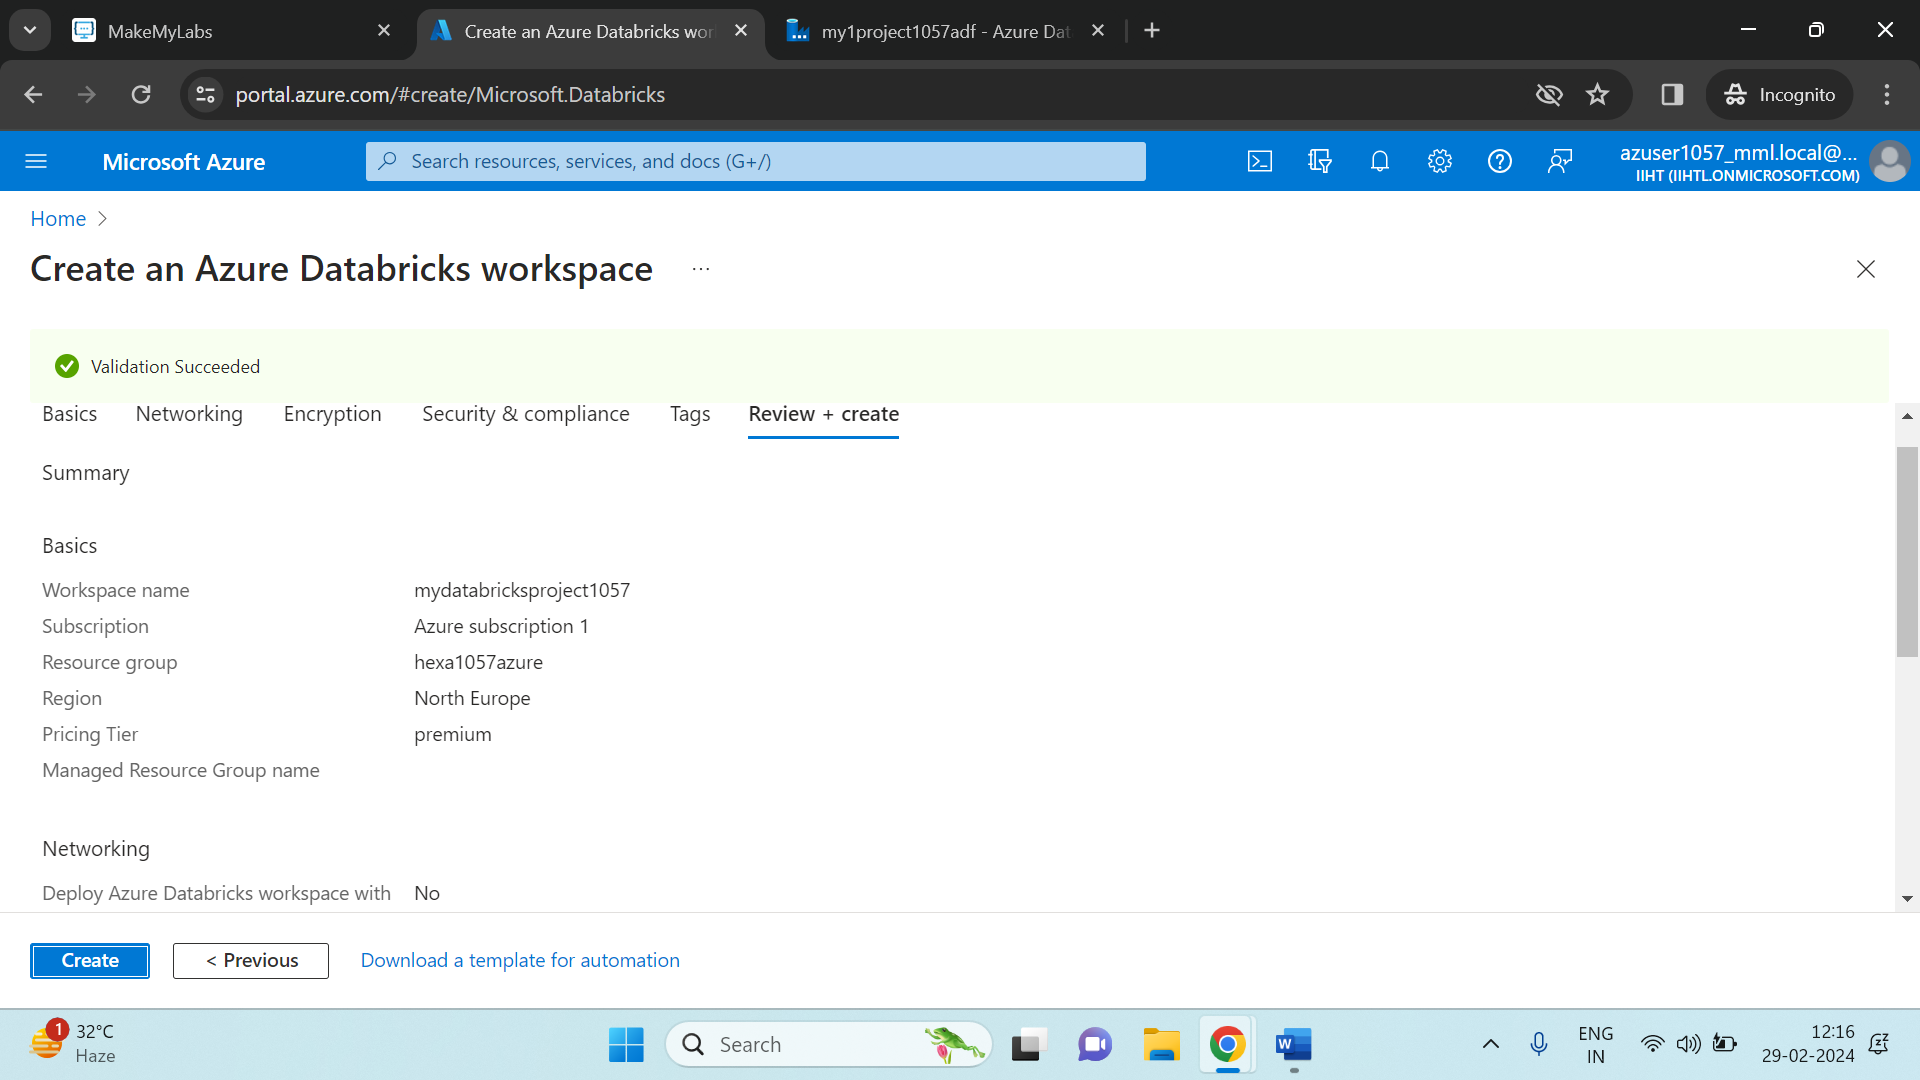 MakeMyLabs
Create an Azure Databricks wor
my1project1057adf - Azure Dat
portal.azure.com/#create/Microsoft.Databricks
Incognito
Microsoft Azure
Search resources, services, and docs (G+/)
azuser1057_mml.local@...
IIHT (IIHTL.ONMICROSOFT.COM)
Home >
Create an Azure Databricks workspace ...
Validation Succeeded
Basics Networking Encryption Security & compliance Tags Review + create
Summary
Basics
Workspace name mydatabricksproject1057
Subscription Azure subscription 1
Resource group hexa1057azure
Region North Europe
Pricing Tier premium
Managed Resource Group name
Networking
Deploy Azure Databricks workspace with No
Create < Previous Download a template for automation
1
32°C
Haze
Search
W
ENG
IN
12:16
29-02-2024